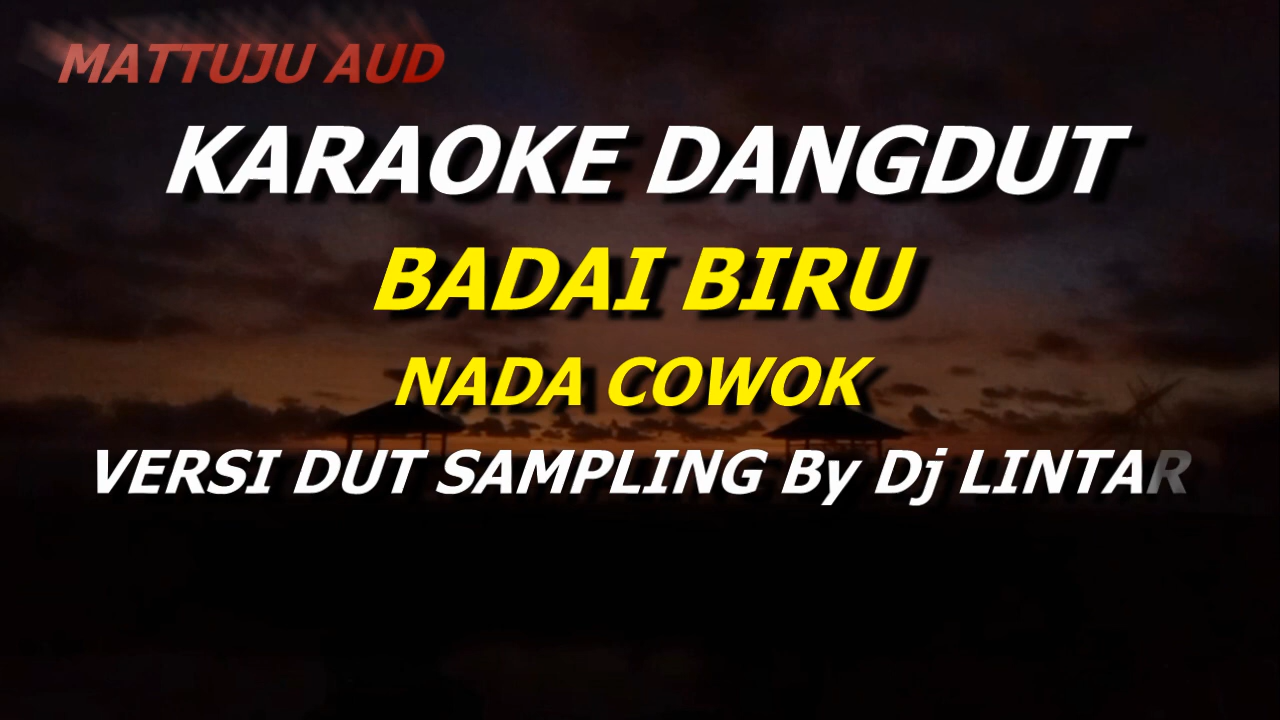 MATTUJU AUD
KARAOKE DANGDUT
BADAI BIRU
NADA COWOK
VERSI DUT SAMPLING By Dj LINTAR